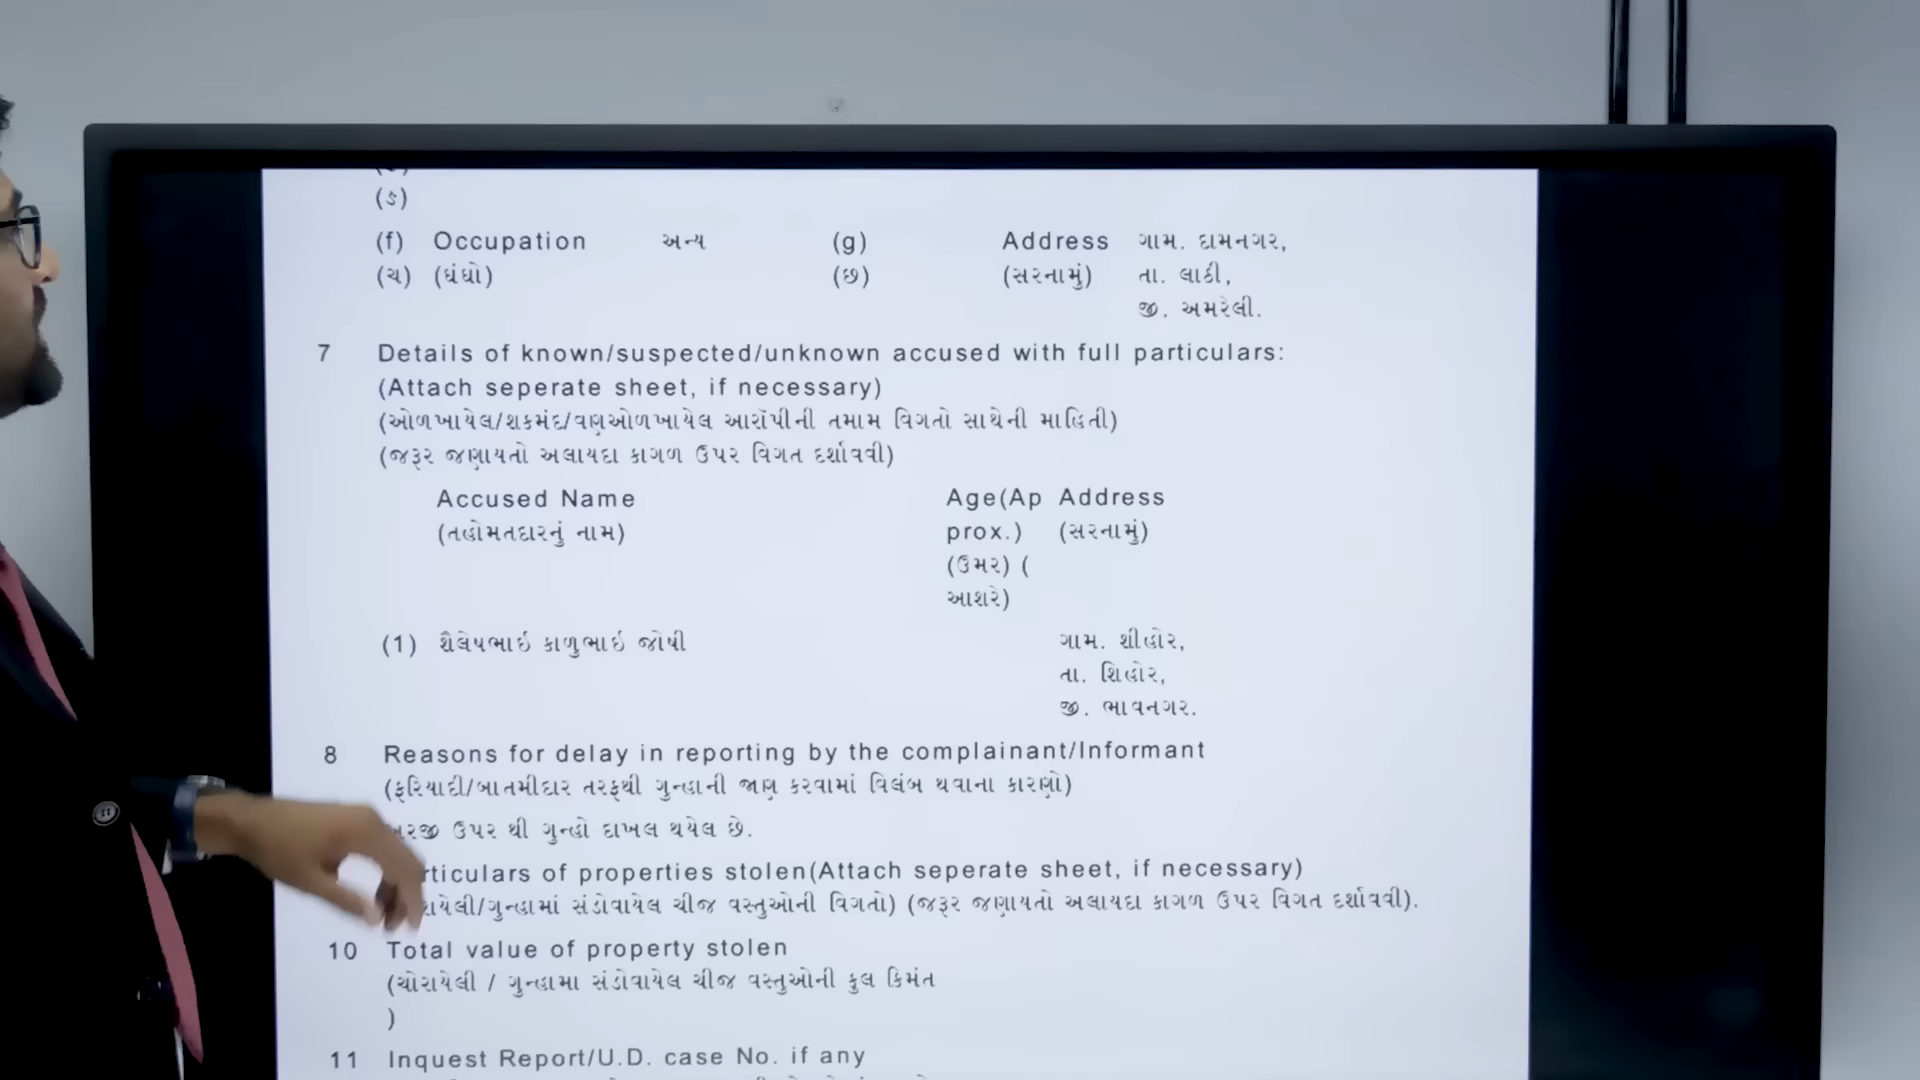 (ઙ)
(f) Occupation અન્ય (g) Address ગામ. દામનગર,
(ચ) (ધંધો) (છ) (સરનામું) તા. લાઠી,
જી. અમરેલી.
7 Details of known/suspected/unknown accused with full particulars:
(Attach seperate sheet, if necessary)
(ઓળખાયેલ/શકમંદ/વણઓળખાયેલ આરોપીની તમામ વિગતો સાથેની માહિતી)
(જરૂર જણાયતો અલાયદા કાગળ ઉપર વિગત દર્શાવવી)
Accused Name Age(Ap Address
(તહોમતદારનું નામ) prox.) (સરનામું)
(ઉંમર) (
આશરે)
(1) શૈલેષભાઇ કાળુભાઇ જોષી ગામ. શીહોર,
તા. શિહોર,
જી. ભાવનગર.
8 Reasons for delay in reporting by the complainant/Informant
(ફરિયાદી/બાતમીદાર તરફથી ગુન્હાની જાણ કરવામાં વિલંબ થવાના કારણો)
ઉપર થી ગુન્હો દાખલ થયેલ છે.
of properties stolen(Attach seperate sheet, if necessary)
સંડોવાયેલ ચીજ વસ્તુઓની વિગતો) (જરૂર જણાયતો અલાયદા કાગળ ઉપર વિગત દર્શાવવી).
10 Total value of property stolen
(ચોરાયેલી / ગુન્હામા સંડોવાયેલ ચીજ વસ્તુઓની કુલ કિમંત
)
11 Inquest Report/U.D. case No. if any